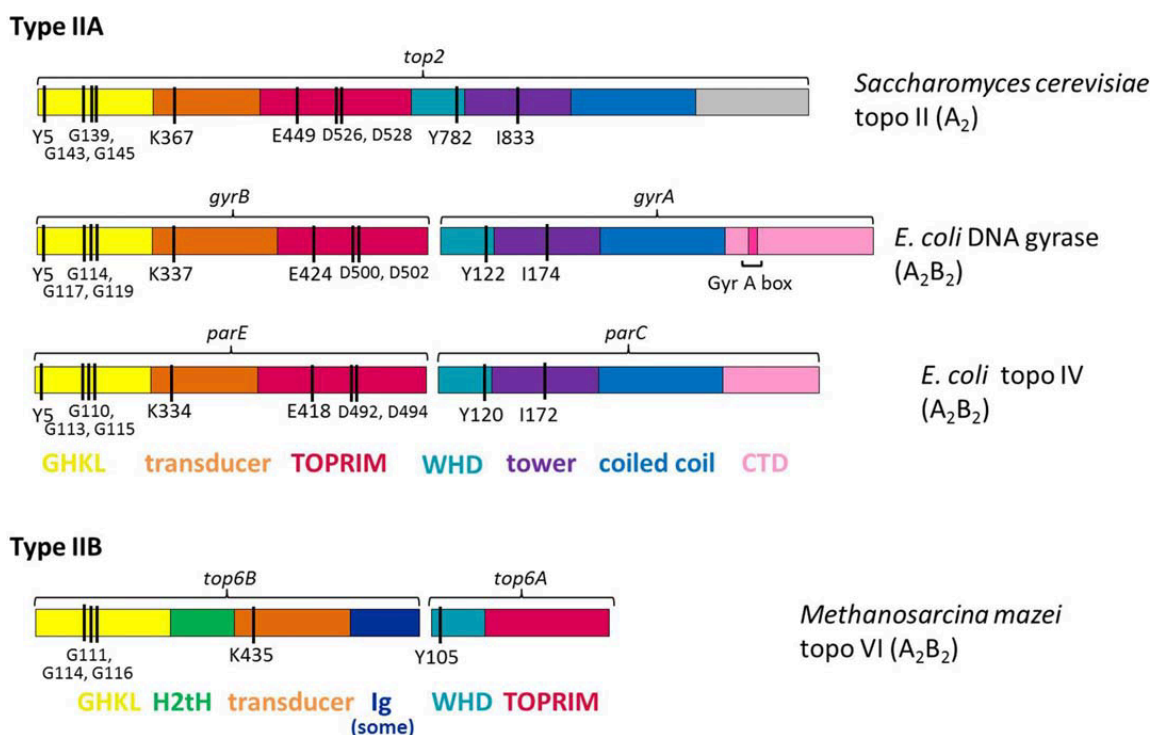 Type IIA
top2
Saccharomyces cerevisiae
topo II (A₂)
Y5
G139,
G143, G145
K367
E449
D526, D528
Y782
I833
gyrB
gyrA
E. coli DNA gyrase
(A₂B₂)
Y5
G114,
G117, G119
K337
E424
D500, D502
Y122
I174
Gyr A box
parE
parC
E. coli topo IV
(A₂B₂)
Y5
G110,
G113, G115
K334
E418
D492, D494
Y120
I172
GHKL transducer TOPRIM WHD tower coiled coil CTD
Type IIB
top6B
top6A
Methanosarcina mazei
topo VI (A₂B₂)
G111,
G114, G116
K435
Y105
GHKL H2tH transducer Ig WHD TOPRIM
(some)